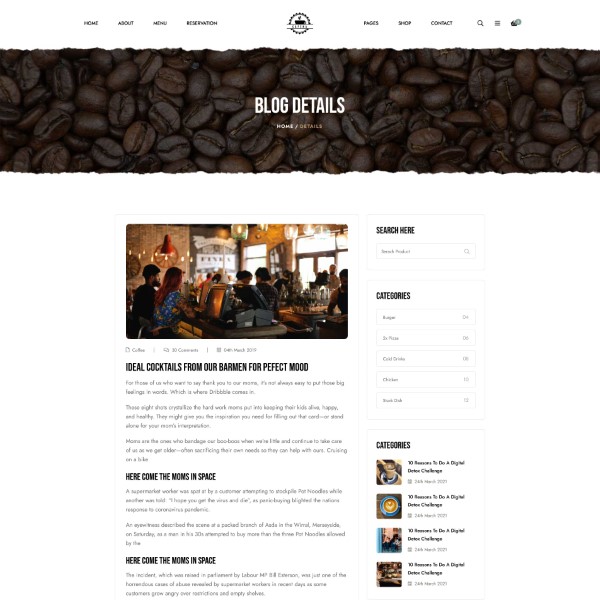 HOME
ABOUT
MENU
RESERVATION
PAGES
SHOP
CONTACT
BLOG DETAILS
HOME / DETAILS
Coffee
30 Comments
04th March 2019
IDEAL COCKTAILS FROM OUR BARMEN FOR PEFECT MOOD
For those of us who want to say thank you to our moms, it's not always easy to put those big
feelings in words. Which is where Dribbble comes in.
Those eight shots crystallize the hard work moms put into keeping their kids alive, happy,
and healthy. They might give you the inspiration you need for filling out that card—or stand
alone for your mom's interpretation.
Moms are the ones who bandage our boo-boos when we're little and continue to take care
of us as we get older—often sacrificing their own needs so they can help with ours. Cruising
on a bike
HERE COME THE MOMS IN SPACE
A supermarket worker was spat at by a customer attempting to stockpile Pot Noodles while
another was told "I hope you get the virus and die", as panic-buying blighted the nations
response to coronavirus pandemic.
An eyewitness described the scene at a packed branch of Asda in the Wirral, Merseyside,
on Saturday, as a man in his 30s attempted to buy more than the three Pot Noodles allowed
by the
HERE COME THE MOMS IN SPACE
The incident, which was raised in parliament by Labour MP Bill Esterson, was just one of the
horrendous cases of abuse revealed by supermarket workers in recent days as some
customers grow angry over restrictions and empty shelves.
SEARCH HERE
Search Product
CATEGORIES
Burger
Cold Drinks
Chicken
CATEGORIES
10 Reasons To Do A Digital
Detox Challenge
24th March 2021
10 Reasons To Do A Digital
Detox Challenge
24th March 2021
10 Reasons To Do A Digital
Detox Challenge
24th March 2021
10 Reasons To Do A Digital
Detox Challenge
24th March 2021